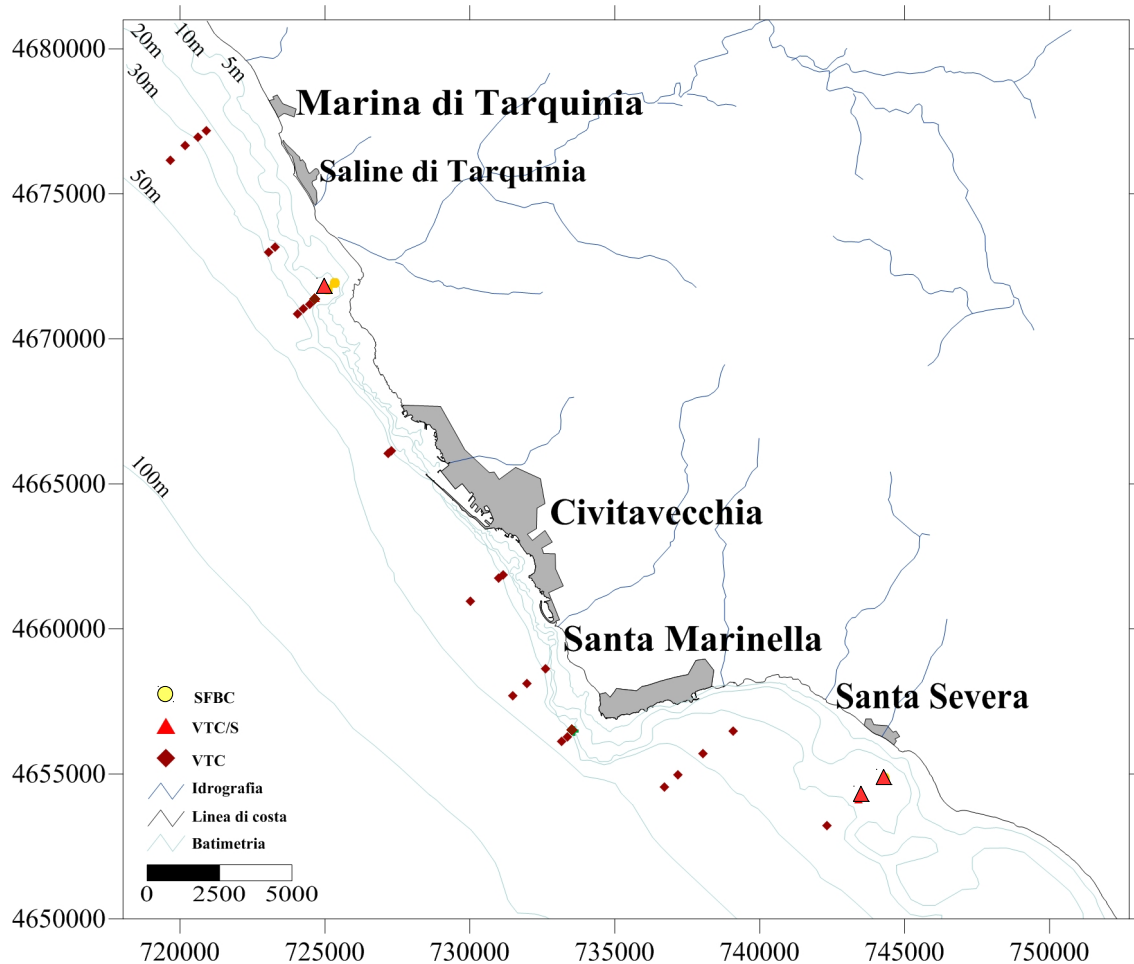 4680000
20m
10m
5m
30m
Marina di Tarquinia
Saline di Tarquinia
50m
4675000
4670000
100m
4665000
Civitavecchia
4660000
Santa Marinella
Santa Severa
SFBC
VTC/S
VTC
Idrografia
Linea di costa
Batimetria
4655000
0 2500 5000
4650000
720000 725000 730000 735000 740000 745000 750000